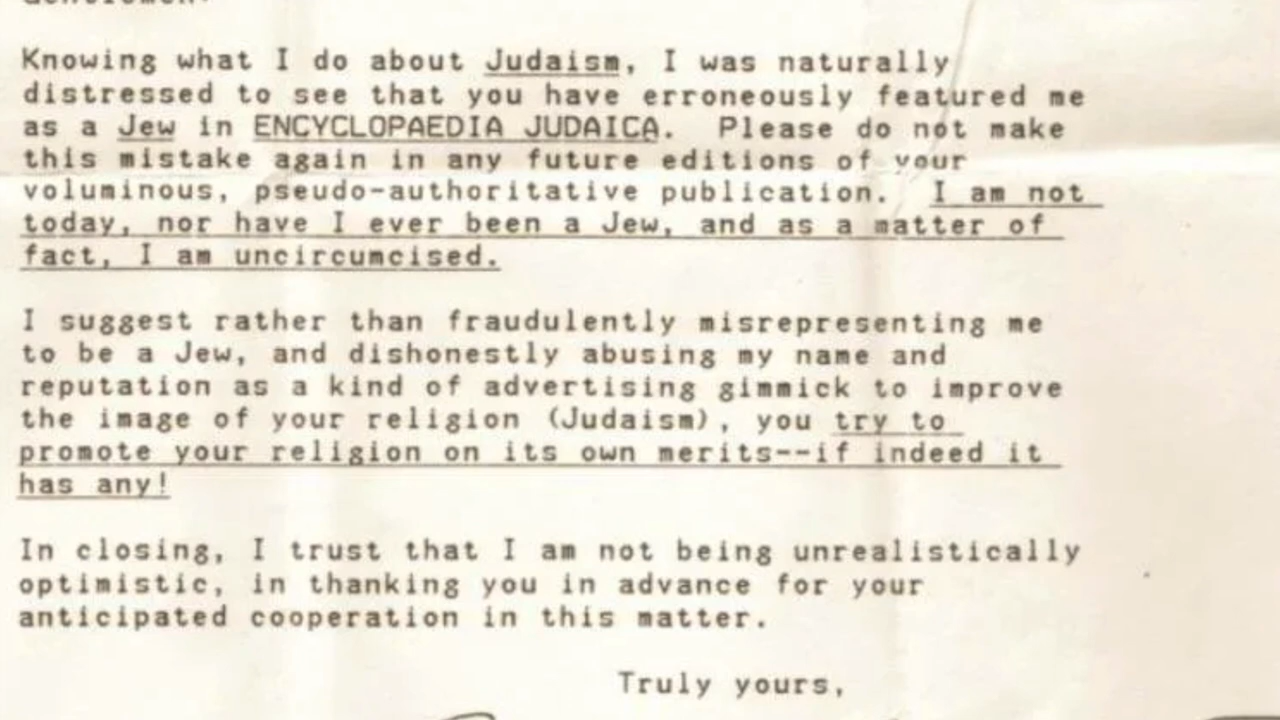 Gentlemen:
Knowing what I do about Judaism, I was naturally
distressed to see that you have erroneously featured me
as a Jew in ENCYCLOPAEDIA JUDAICA. Please do not make
this mistake again in any future editions of your
voluminous, pseudo-authoritative publication. I am not
today, nor have I ever been a Jew, and as a matter of
fact, I am uncircumcised.
I suggest rather than fraudulently misrepresenting me
to be a Jew, and dishonestly abusing my name and
reputation as a kind of advertising gimmick to improve
the image of your religion (Judaism), you try to
promote your religion on its own merits--if indeed it
has any!
In closing, I trust that I am not being unrealistically
optimistic, in thanking you in advance for your
anticipated cooperation in this matter.
Truly yours,